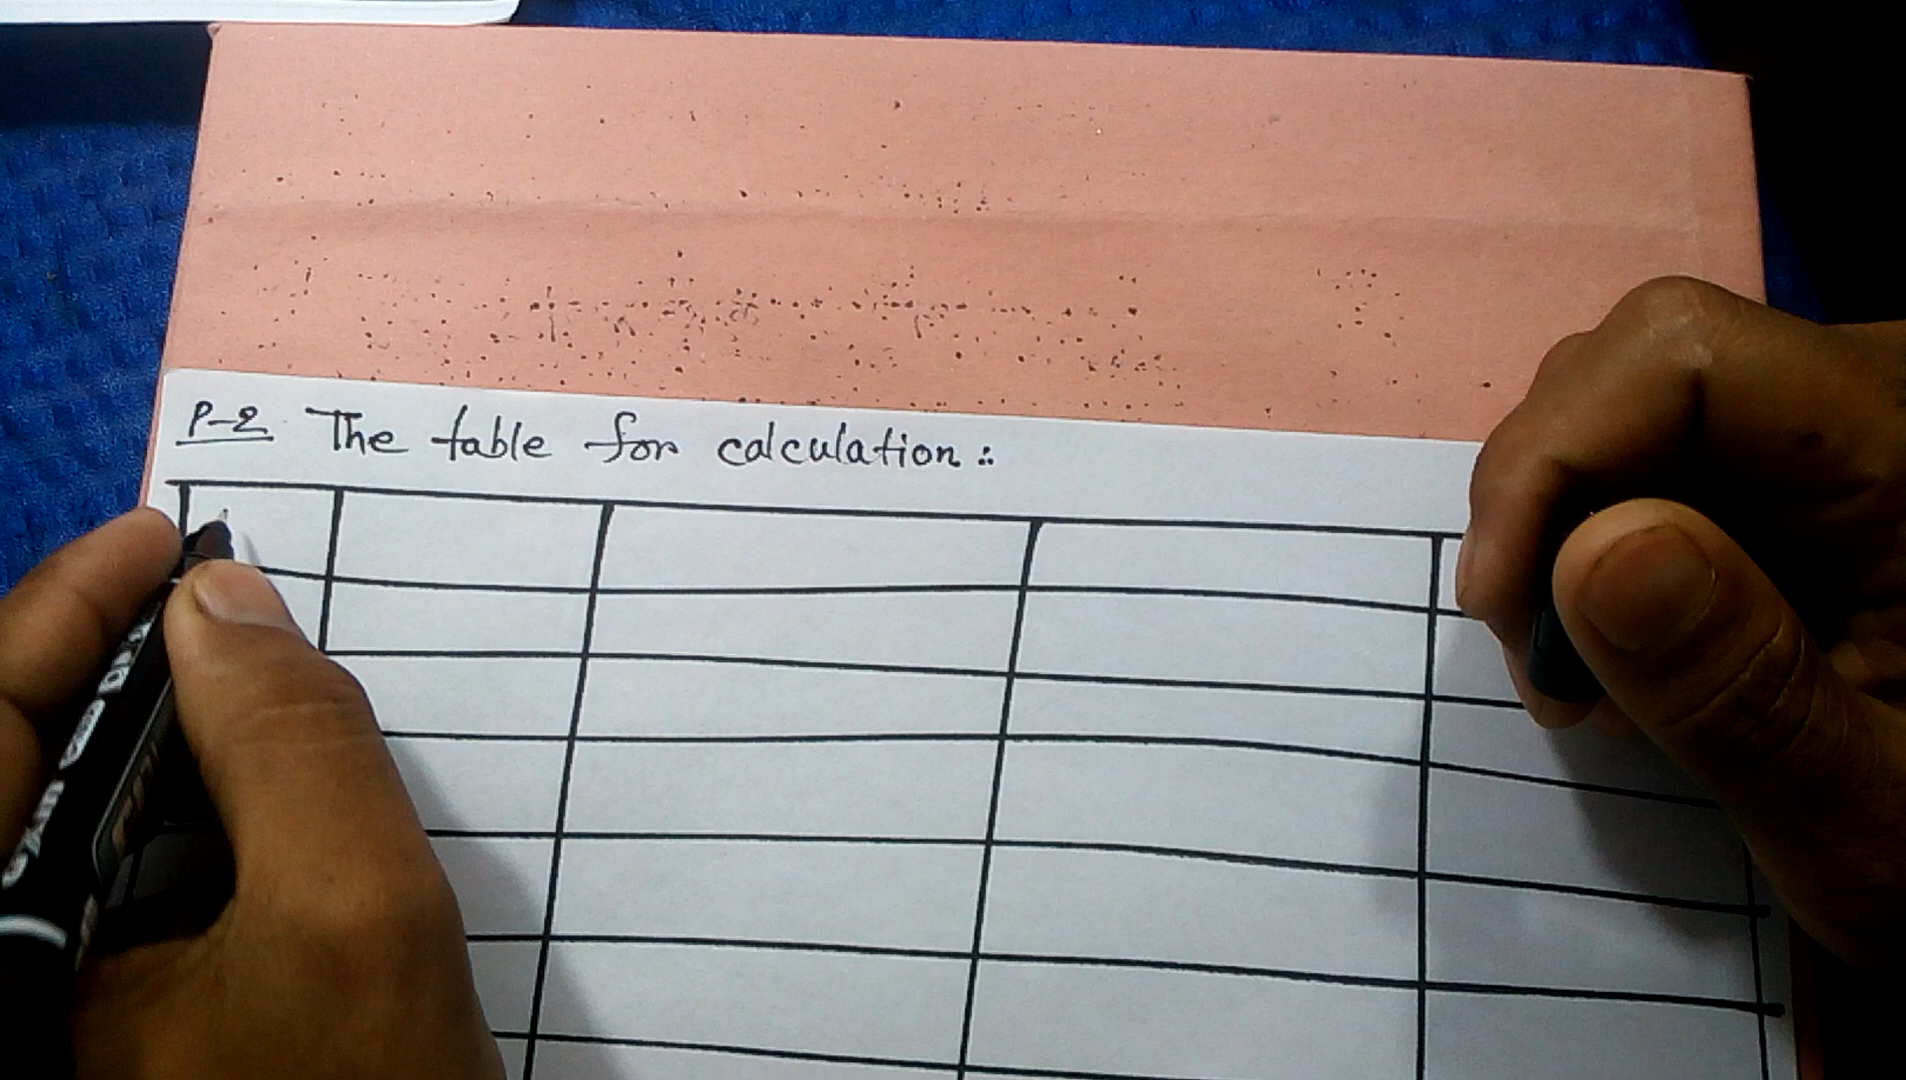 P-2 The table for calculation :.